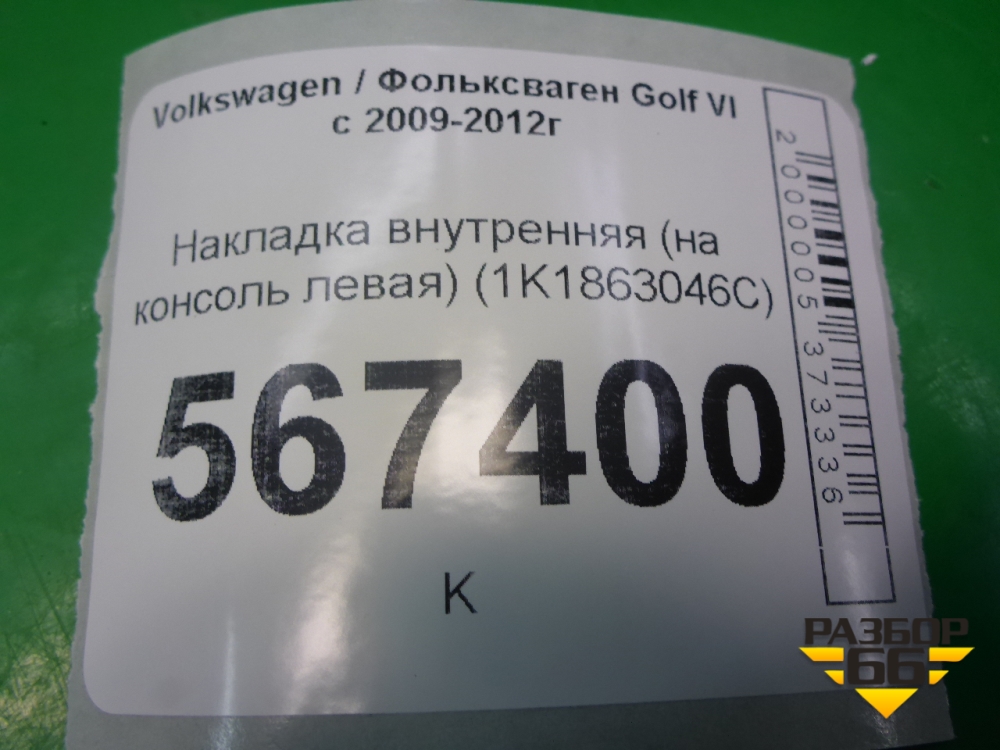 Volkswagen / Фольксваген Golf VI
с 2009-2012г
Накладка внутренняя (на
консоль левая) (1K1863046C)
567400
К
2000005373336
РАЗБОР
66